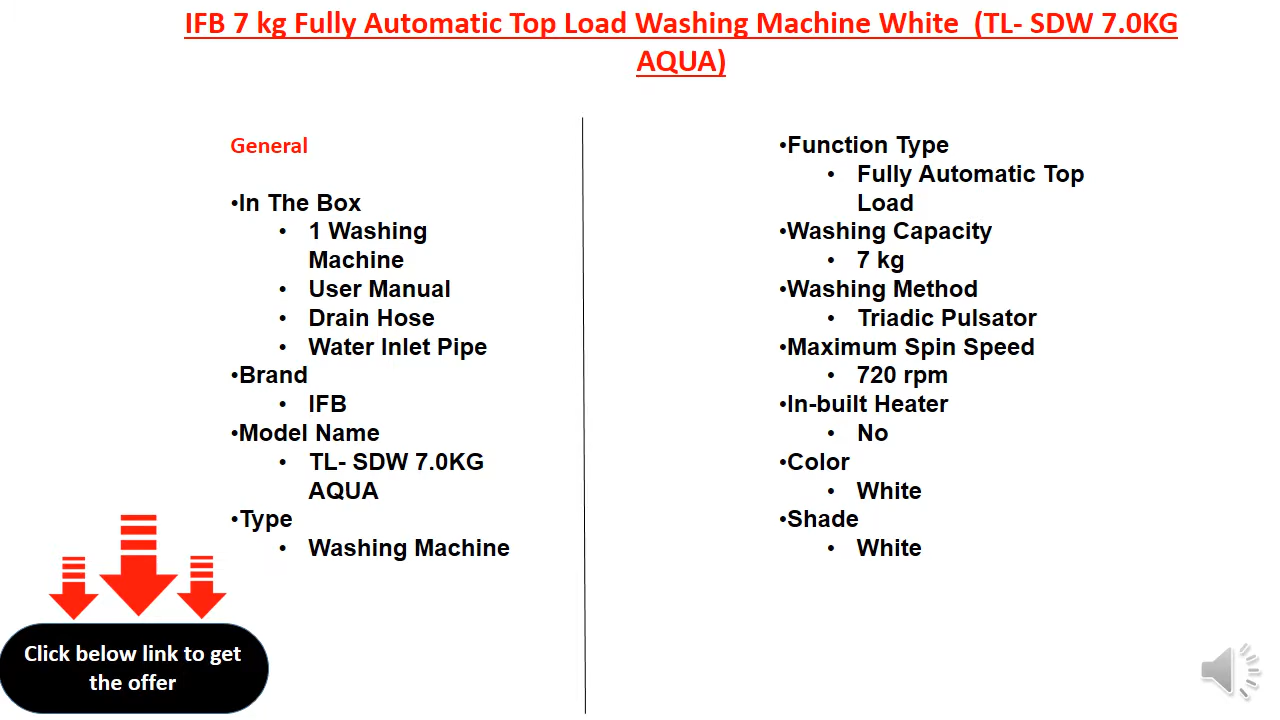 IFB 7 kg Fully Automatic Top Load Washing Machine White  (TL- SDW 7.0KG
AQUA)
General
•In The Box
• 1 Washing
Machine
• User Manual
• Drain Hose
• Water Inlet Pipe
•Brand
• IFB
•Model Name
• TL- SDW 7.0KG
AQUA
•Type
• Washing Machine
•Function Type
• Fully Automatic Top
Load
•Washing Capacity
• 7 kg
•Washing Method
• Triadic Pulsator
•Maximum Spin Speed
• 720 rpm
•In-built Heater
• No
•Color
• White
•Shade
• White
Click below link to get
the offer